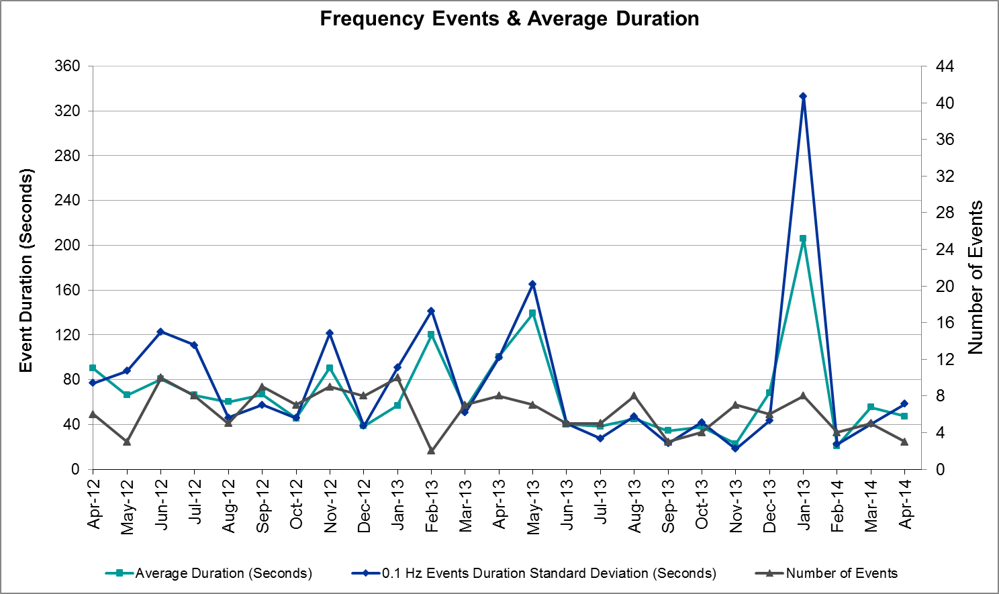 Frequency Events & Average Duration
Event Duration (Seconds)
360
320
280
240
200
160
120
80
40
0
44
40
36
32
28
24
20
16
12
8
4
0
Number of Events
Apr-12
May-12
Jun-12
Jul-12
Aug-12
Sep-12
Oct-12
Nov-12
Dec-12
Jan-13
Feb-13
Mar-13
Apr-13
May-13
Jun-13
Jul-13
Aug-13
Sep-13
Oct-13
Nov-13
Dec-13
Jan-13
Feb-14
Mar-14
Apr-14
Average Duration (Seconds) 0.1 Hz Events Duration Standard Deviation (Seconds) Number of Events